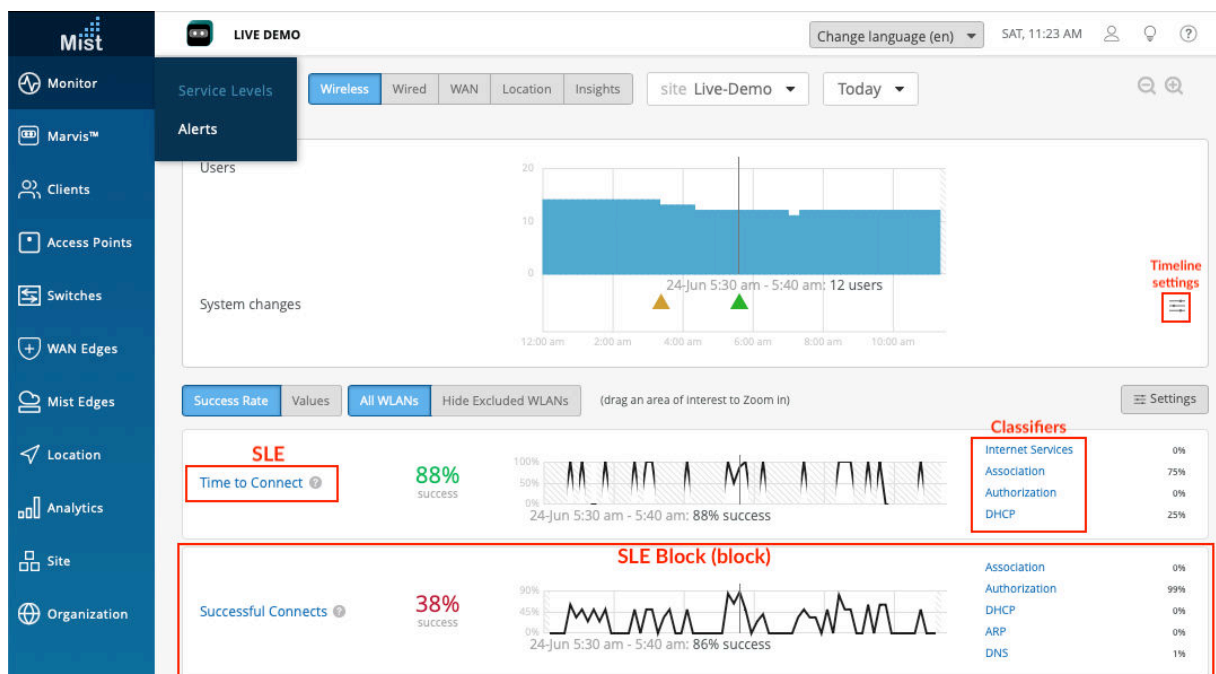 Mist
LIVE DEMO
Change language (en)
SAT, 11:23 AM
Monitor
Marvis™
Clients
Access Points
Switches
WAN Edges
Mist Edges
Location
Analytics
Site
Organization
Service Levels
Alerts
Wireless Wired WAN Location Insights
site Live-Demo
Today
Users
20
10
0
24-Jun 5:30 am - 5:40 am: 12 users
System changes
12:00 am 2:00 am 4:00 am 6:00 am 8:00 am 10:00 am
Timeline
settings
Success Rate Values
All WLANs Hide Excluded WLANs
(drag an area of interest to Zoom in)
Settings
SLE
Time to Connect ?
88%
success
100%
50%
0%
24-Jun 5:30 am - 5:40 am: 88% success
Classifiers
Internet Services 0%
Association 75%
Authorization 0%
DHCP 25%
SLE Block (block)
Successful Connects ?
38%
success
90%
45%
0%
24-Jun 5:30 am - 5:40 am: 86% success
Association 0%
Authorization 99%
DHCP 0%
ARP 0%
DNS 1%